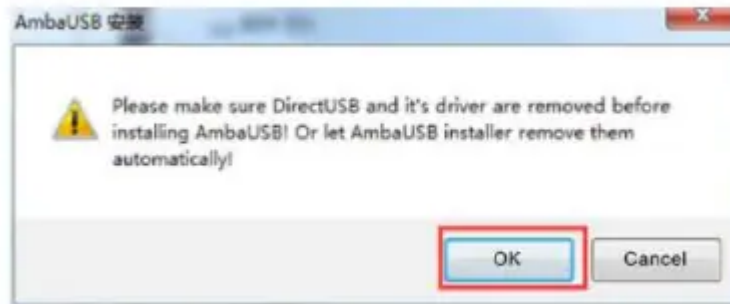 AmbaUSB 安装
Please make sure DirectUSB and it's driver are removed before
installing AmbaUSB! Or let AmbaUSB installer remove them
automatically!
OK
Cancel